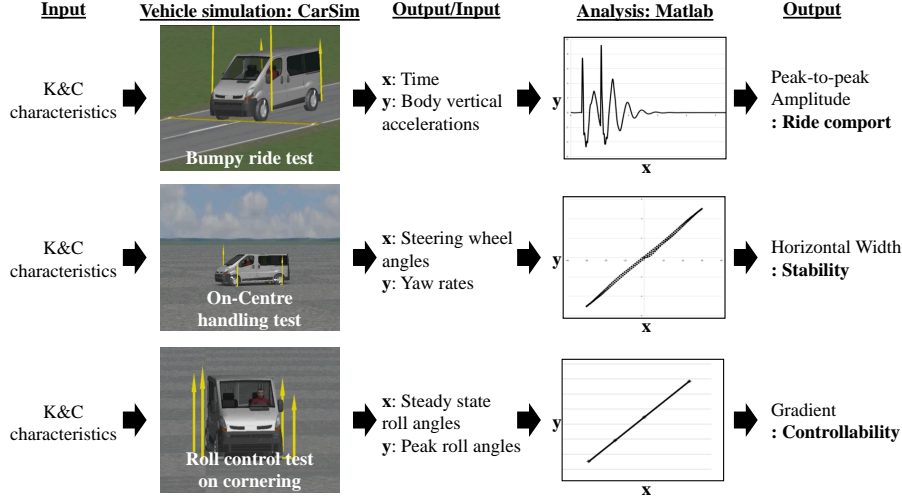 Input
Vehicle simulation: CarSim
Output/Input
Analysis: Matlab
Output
K&C
characteristics
Bumpy ride test
x: Time
y: Body vertical
accelerations
y
x
Peak-to-peak
Amplitude
: Ride comport
K&C
characteristics
On-Centre
handling test
x: Steering wheel
angles
y: Yaw rates
y
x
Horizontal Width
: Stability
K&C
characteristics
Roll control test
on cornering
x: Steady state
roll angles
y: Peak roll angles
y
x
Gradient
: Controllability